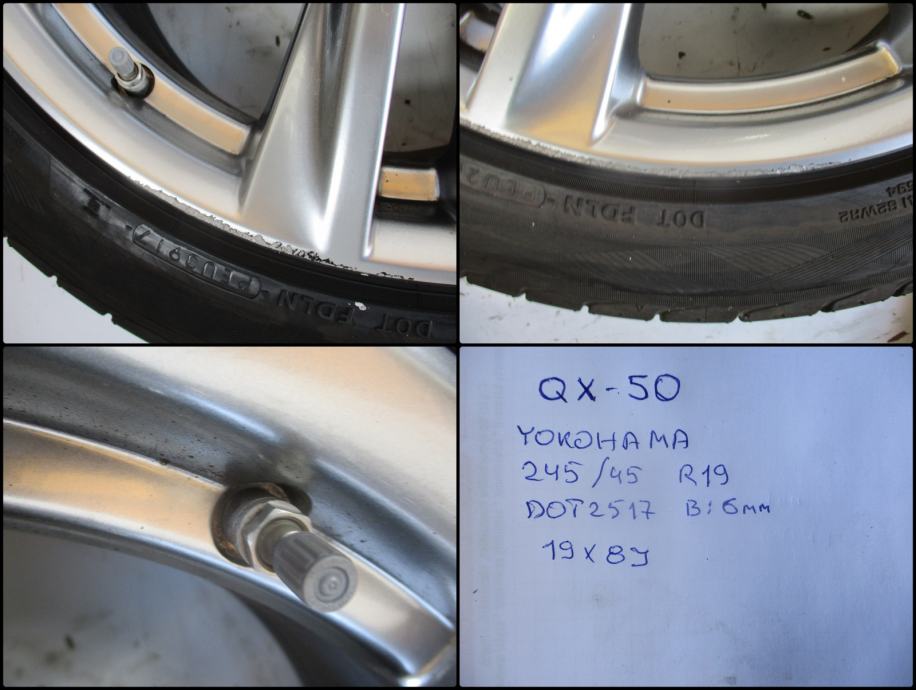 DOT FDLN
DOT FDLN
QX-50
YOKOHAMA
245/45 R19
DOT2517 B:6mm
19x8J